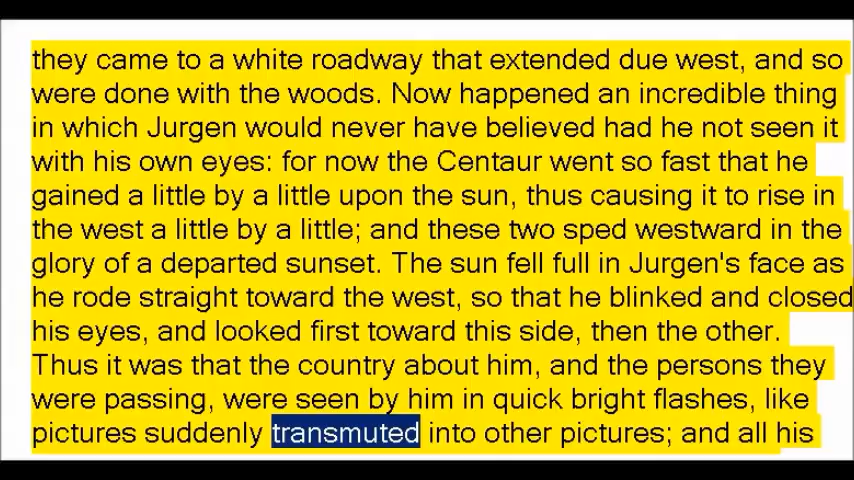 they came to a white roadway that extended due west, and so
were done with the woods. Now happened an incredible thing
in which Jurgen would never have believed had he not seen it
with his own eyes: for now the Centaur went so fast that he
gained a little by a little upon the sun, thus causing it to rise in
the west a little by a little; and these two sped westward in the
glory of a departed sunset. The sun fell full in Jurgen's face as
he rode straight toward the west, so that he blinked and closed
his eyes, and looked first toward this side, then the other.
Thus it was that the country about him, and the persons they
were passing, were seen by him in quick bright flashes, like
pictures suddenly transmuted into other pictures; and all his